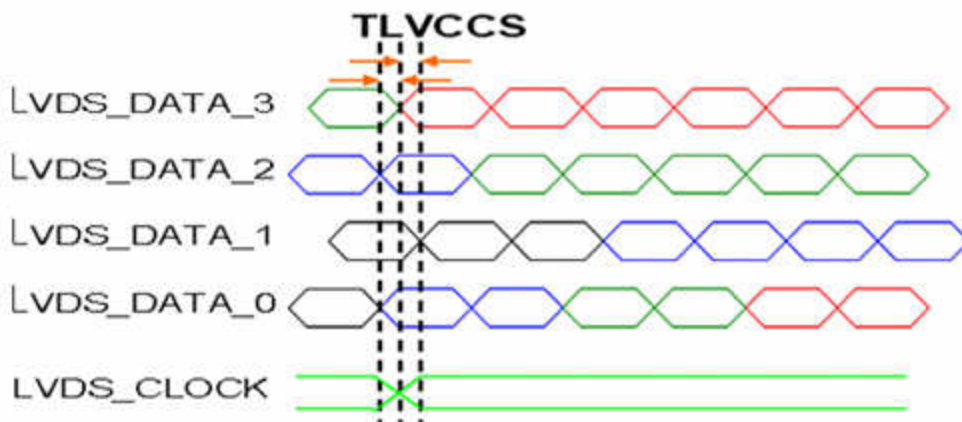 TLVCCS
LVDS_DATA_3
LVDS_DATA_2
LVDS_DATA_1
LVDS_DATA_0
LVDS_CLOCK